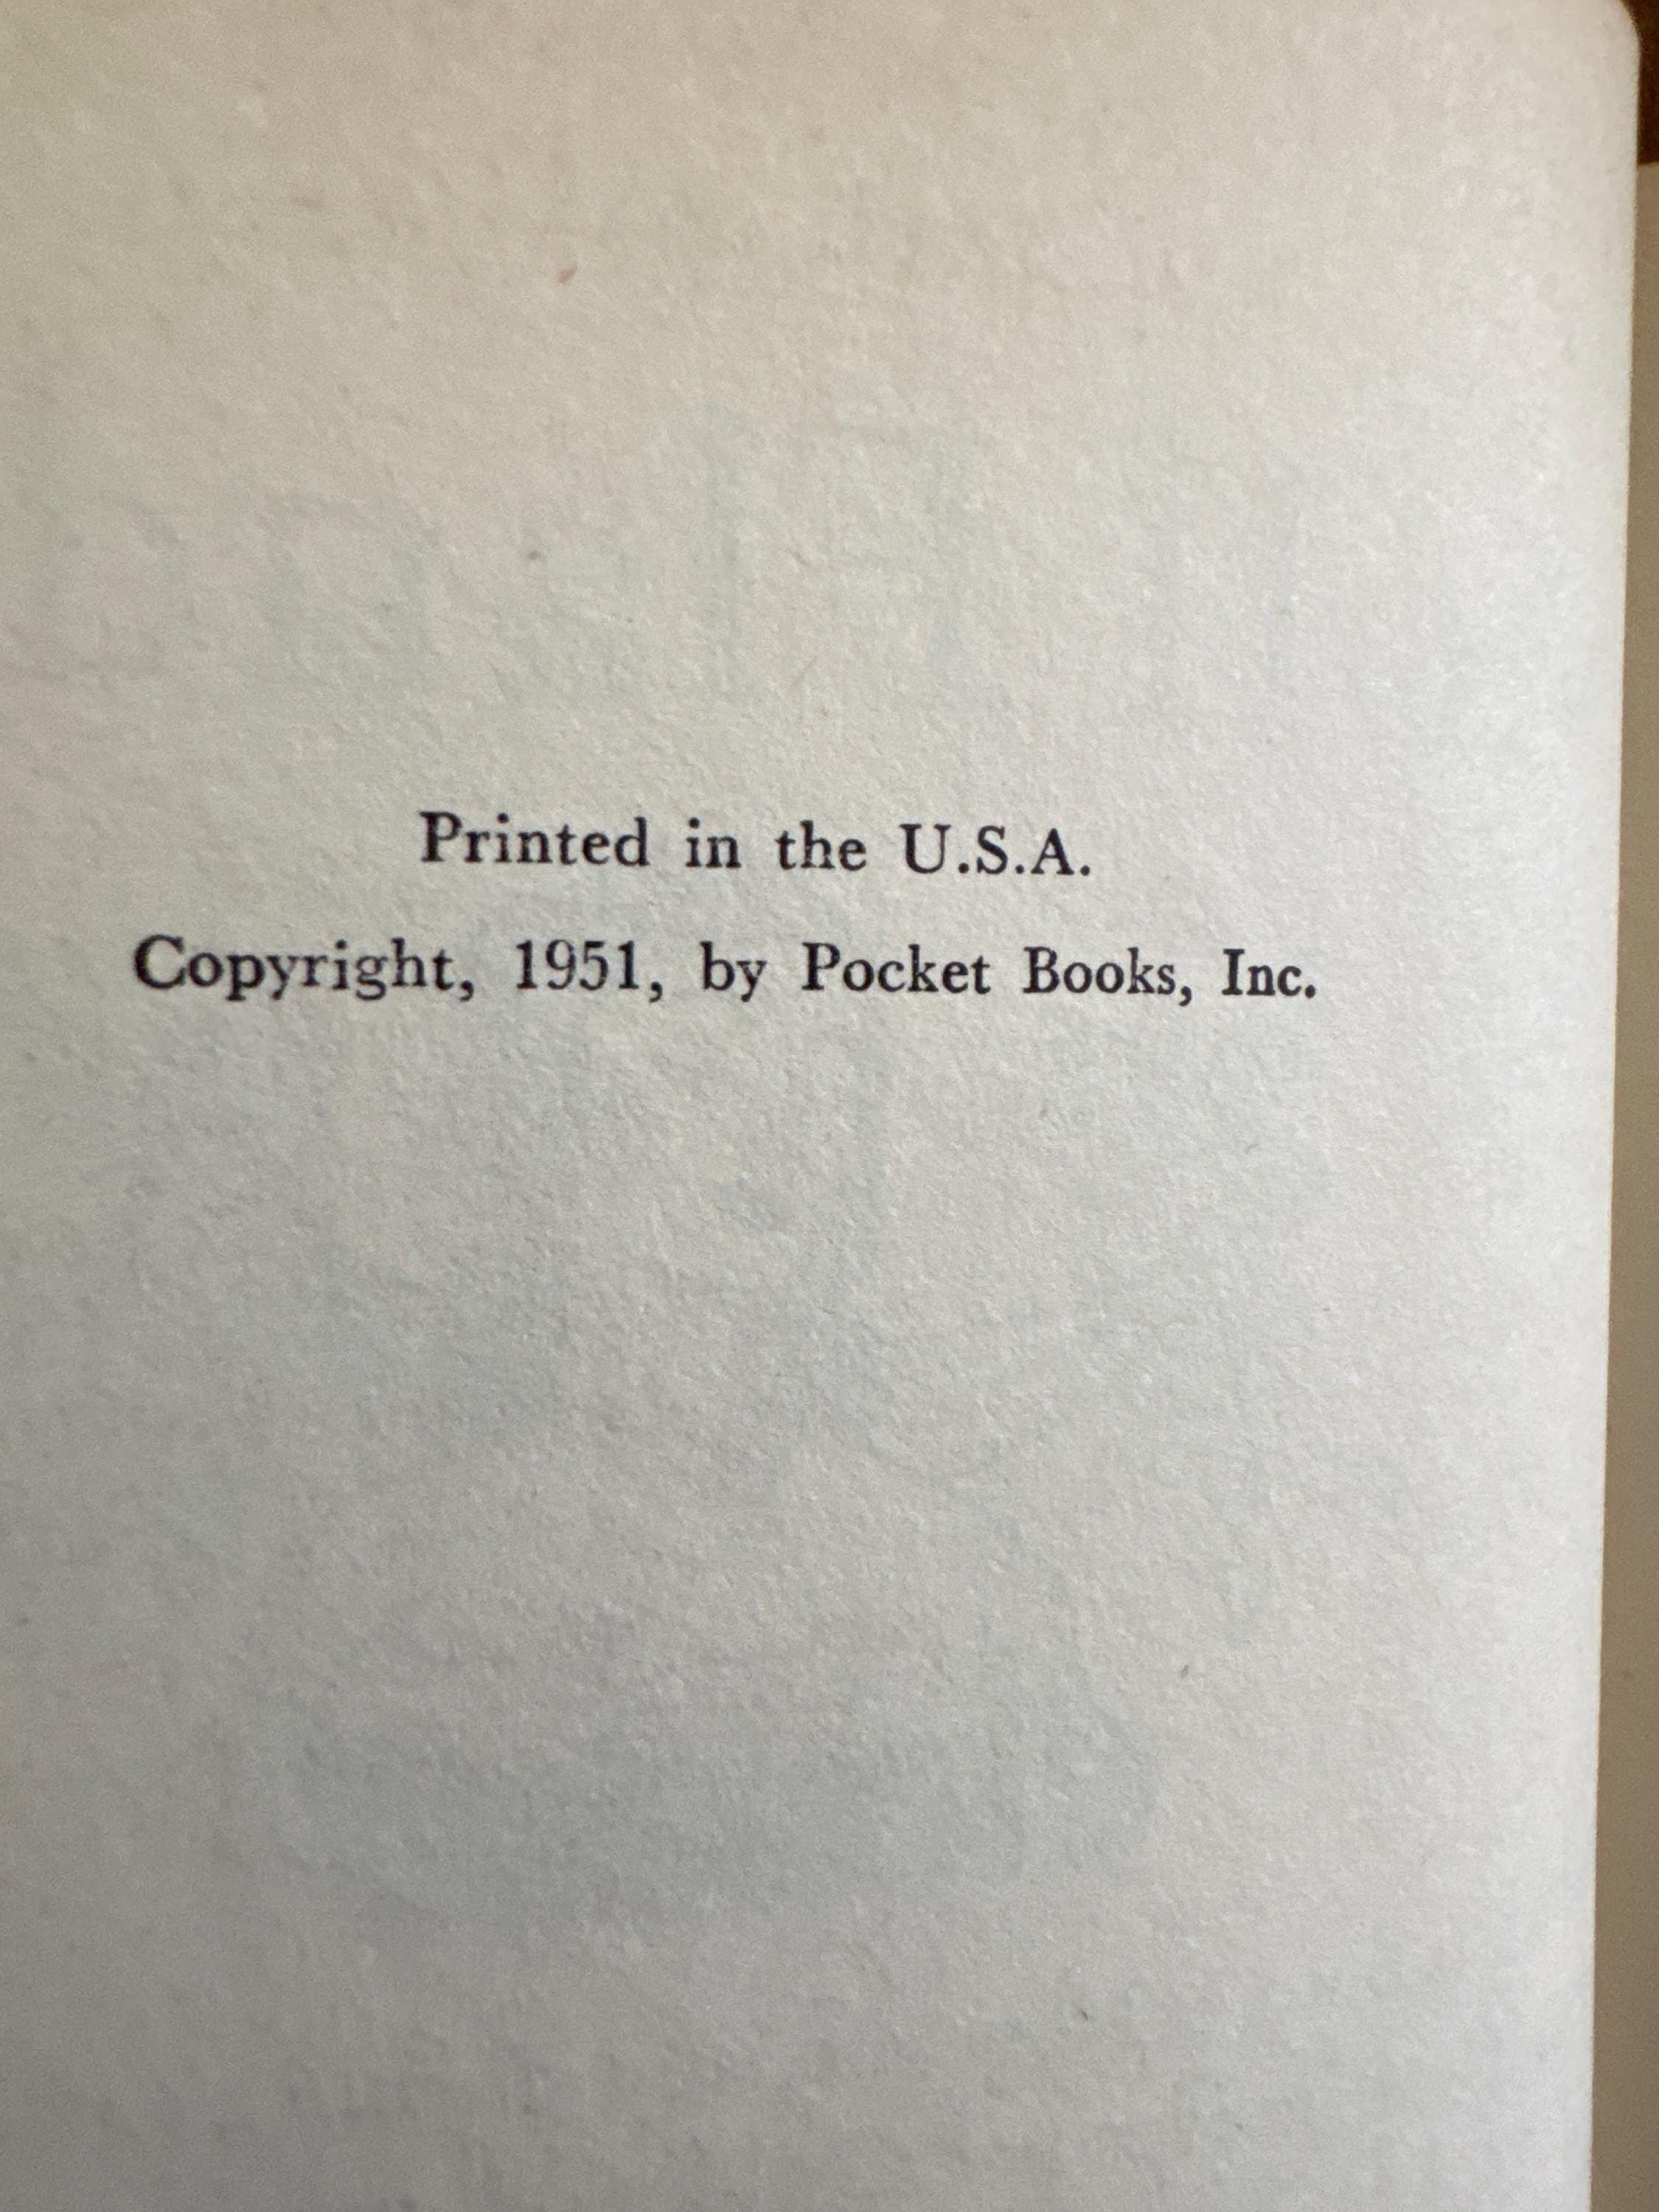 Printed in the U.S.A.
Copyright, 1951, by Pocket Books, Inc.